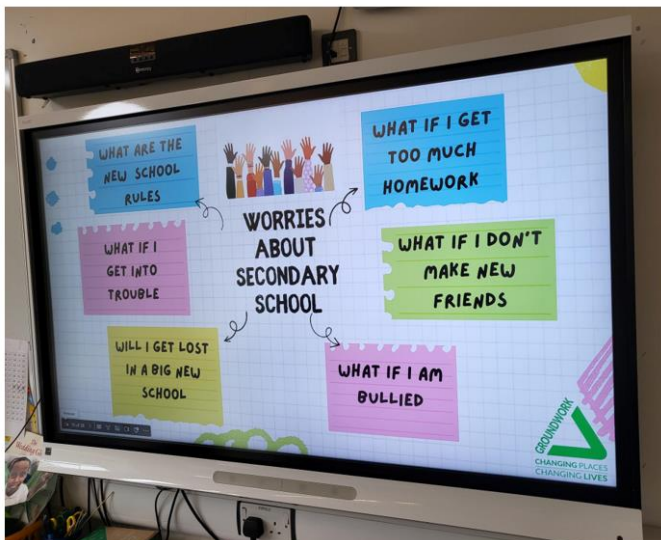 WHAT ARE THE
NEW SCHOOL
RULES
WHAT IF I GET
TOO MUCH
HOMEWORK
WORRIES
ABOUT
SECONDARY
SCHOOL
WHAT IF I
GET INTO
TROUBLE
WHAT IF I DON'T
MAKE NEW
FRIENDS
WILL I GET LOST
IN A BIG NEW
SCHOOL
WHAT IF I AM
BULLIED
GROUNDWORK
CHANGING PLACES
CHANGING LIVES